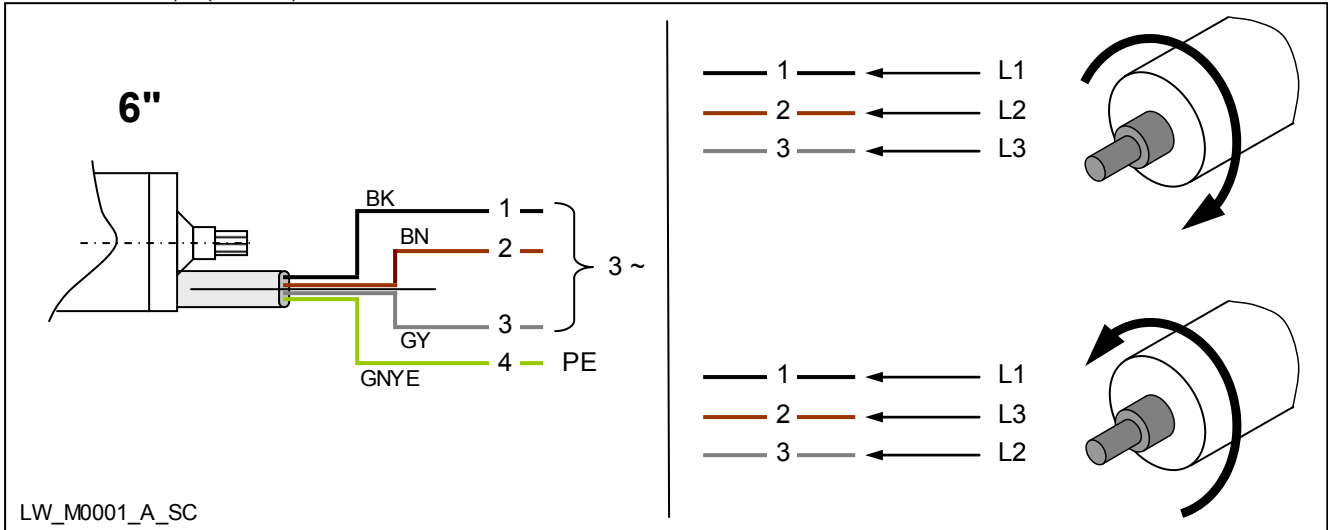 6"
BK 1
BN 2
3 ~
GY 3
GNYE 4 PE
LW_M0001_A_SC
1 L1
2 L2
3 L3
1 L1
2 L3
3 L2